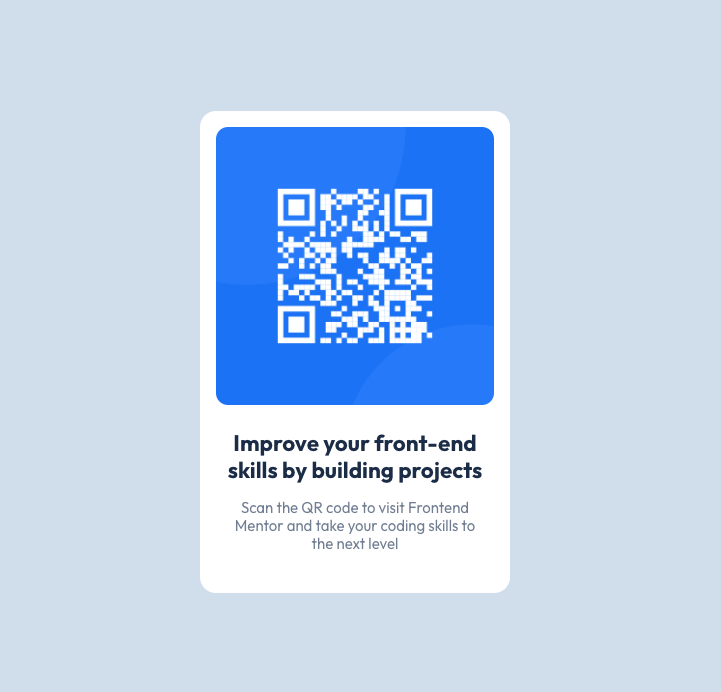 Improve your front-end
skills by building projects
Scan the QR code to visit Frontend
Mentor and take your coding skills to
the next level